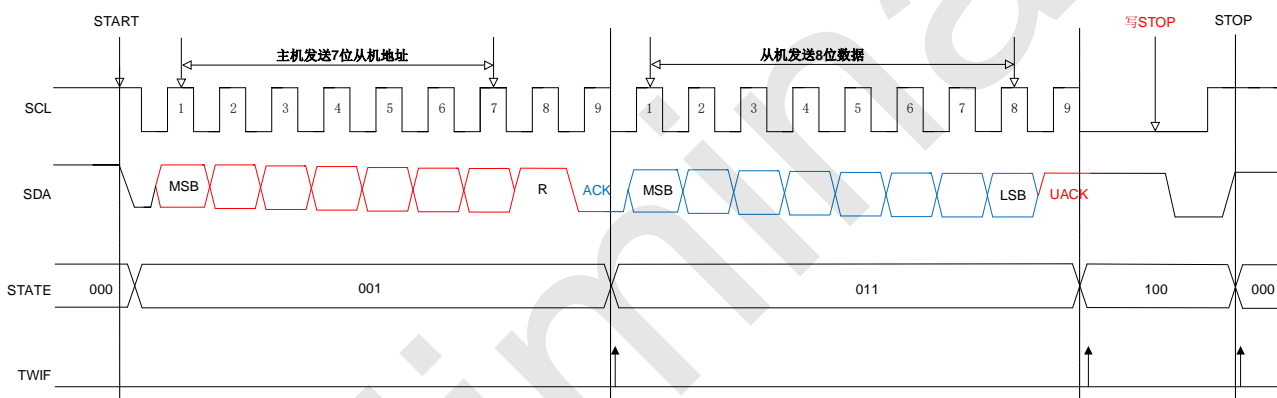 START
写STOP
STOP
主机发送7位从机地址
从机发送8位数据
SCL
1 2 3 4 5 6 7 8 9 1 2 3 4 5 6 7 8 9
SDA
MSB R ACK MSB LSB UACK
STATE
000 001 011 100 000
TWIF